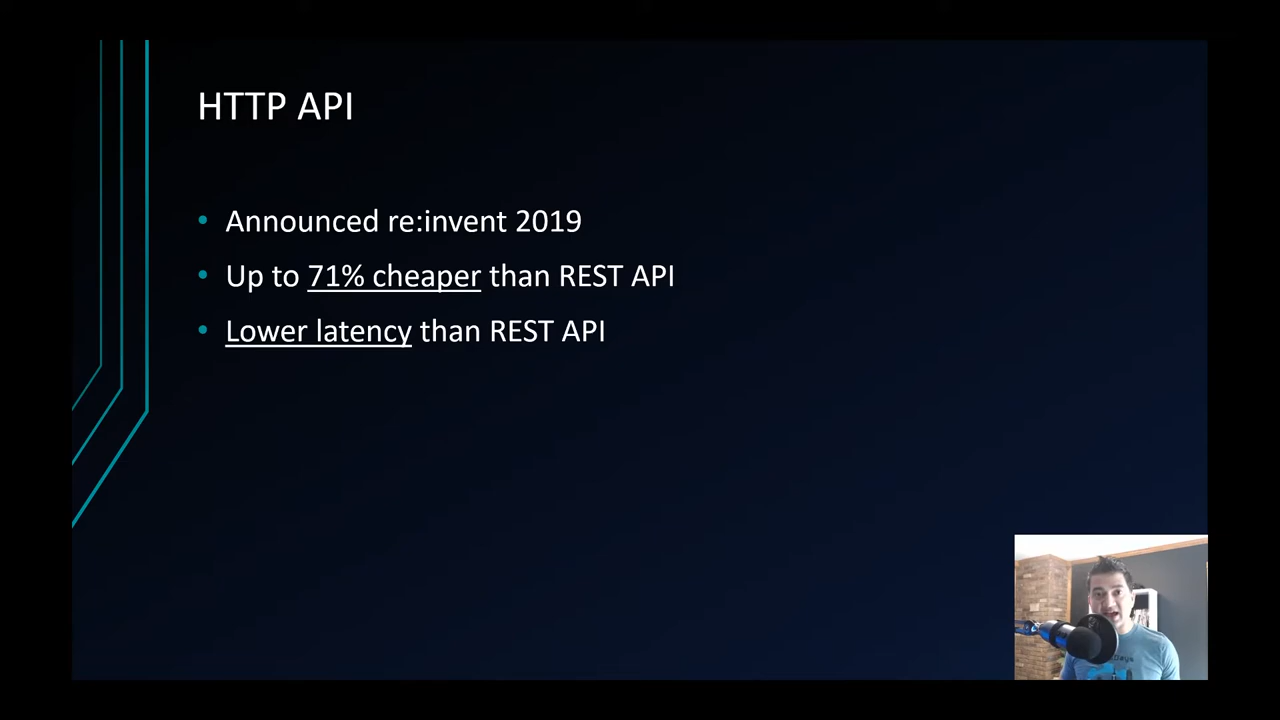 HTTP API
• Announced re:invent 2019
• Up to 71% cheaper than REST API
• Lower latency than REST API